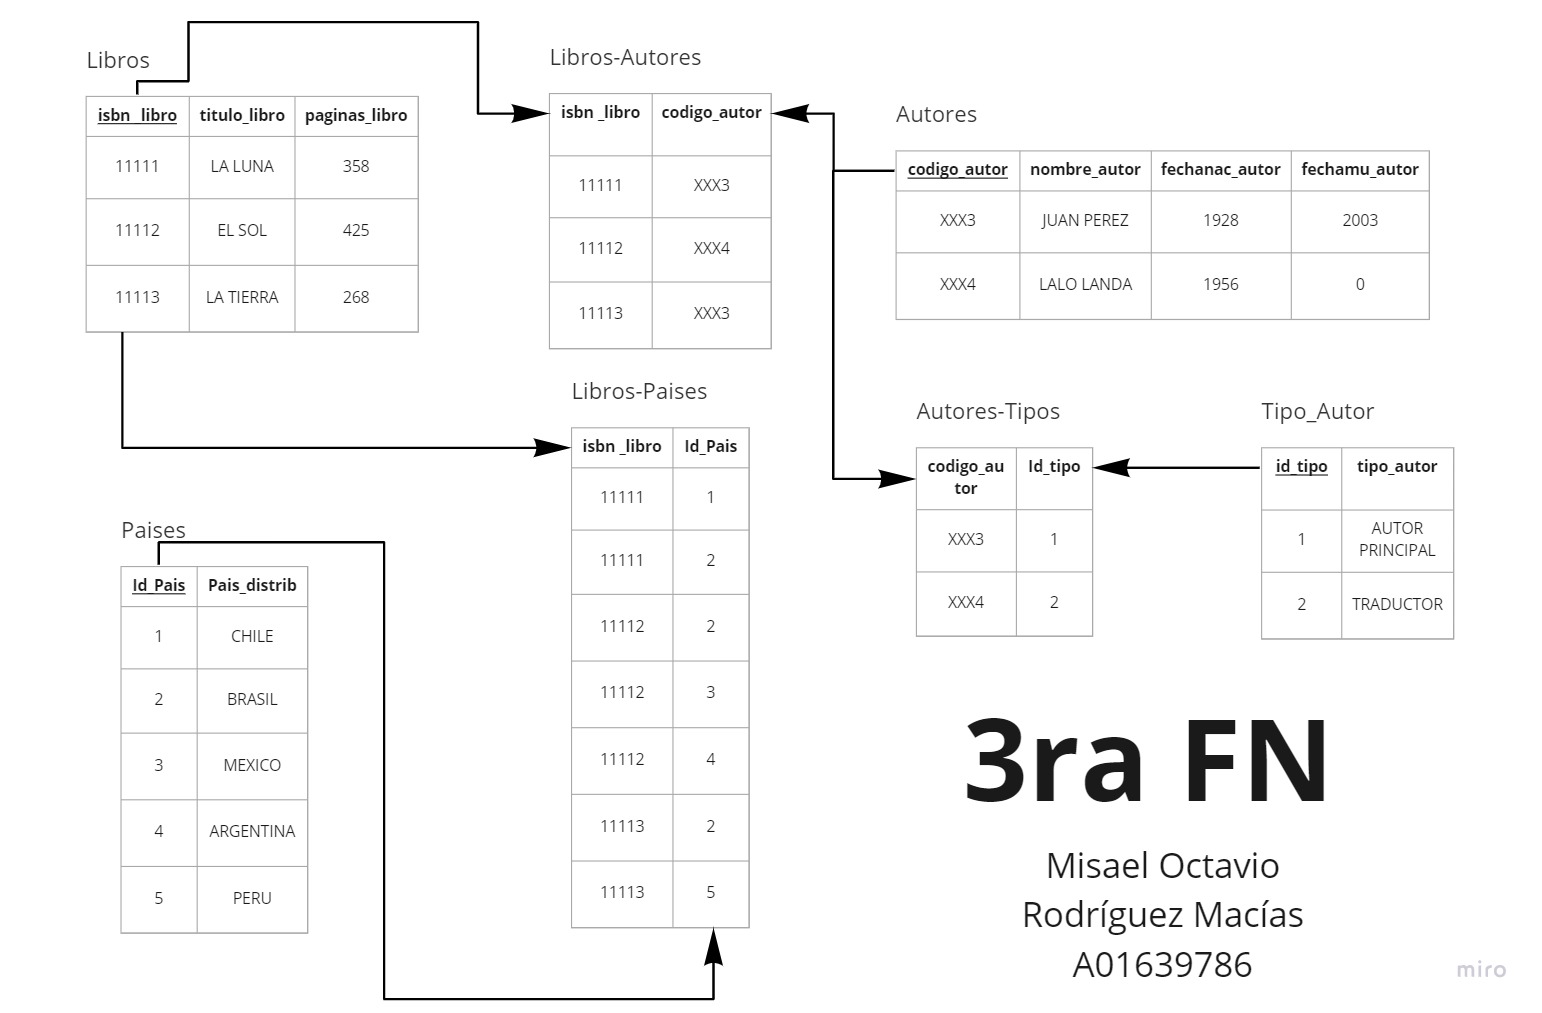 Libros
isbn _libro titulo_libro paginas_libro
11111 LA LUNA 358
11112 EL SOL 425
11113 LA TIERRA 268
Libros-Autores
isbn _libro codigo_autor
11111 XXX3
11112 XXX4
11113 XXX3
Autores
codigo_autor nombre_autor fechanac_autor fechamu_autor
XXX3 JUAN PEREZ 1928 2003
XXX4 LALO LANDA 1956 0
Libros-Paises
isbn _libro Id_Pais
11111 1
11111 2
11112 2
11112 3
11112 4
11113 2
11113 5
Autores-Tipos
codigo_au
tor
Id_tipo
XXX3 1
XXX4 2
Tipo_Autor
id_tipo tipo_autor
1 AUTOR
PRINCIPAL
2 TRADUCTOR
Paises
Id_Pais Pais_distrib
1 CHILE
2 BRASIL
3 MEXICO
4 ARGENTINA
5 PERU
3ra FN
Misael Octavio
Rodríguez Macías
A01639786
miro